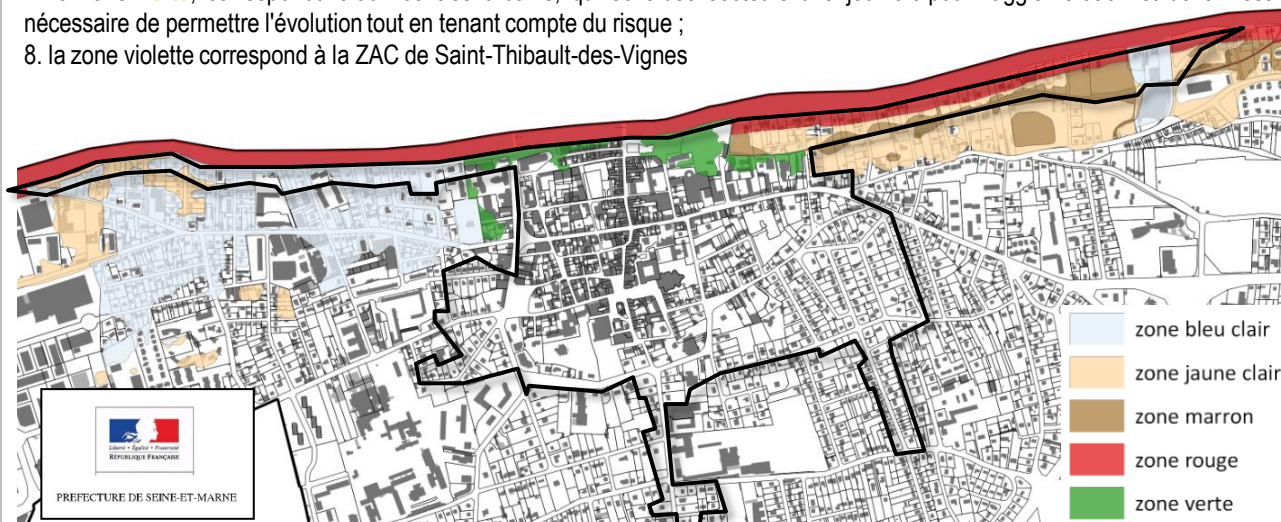 nécessaire de permettre l'évolution tout en tenant compte du risque ;
8. la zone violette correspond à la ZAC de Saint-Thibault-des-Vignes
zone bleu clair
zone jaune clair
zone marron
zone rouge
zone verte
Liberté • Égalité • Fraternité
RÉPUBLIQUE FRANÇAISE
PREFECTURE DE SEINE-ET-MARNE